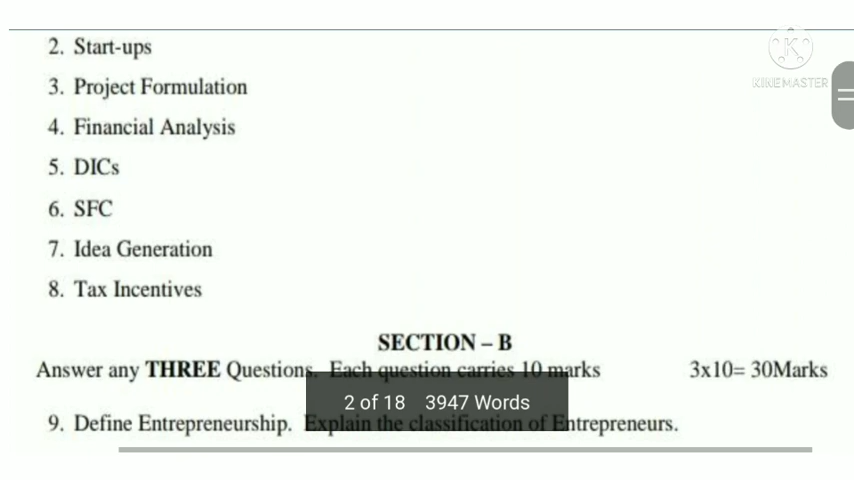 2. Start-ups
KINEMASTER
3. Project Formulation
4. Financial Analysis
5. DICs
6. SFC
7. Idea Generation
8. Tax Incentives
SECTION – B
Answer any THREE Questions. Each question carries 10 marks 3x10= 30Marks
2 of 18 3947 Words
9. Define Entrepreneurship. Explain the classification of Entrepreneurs.